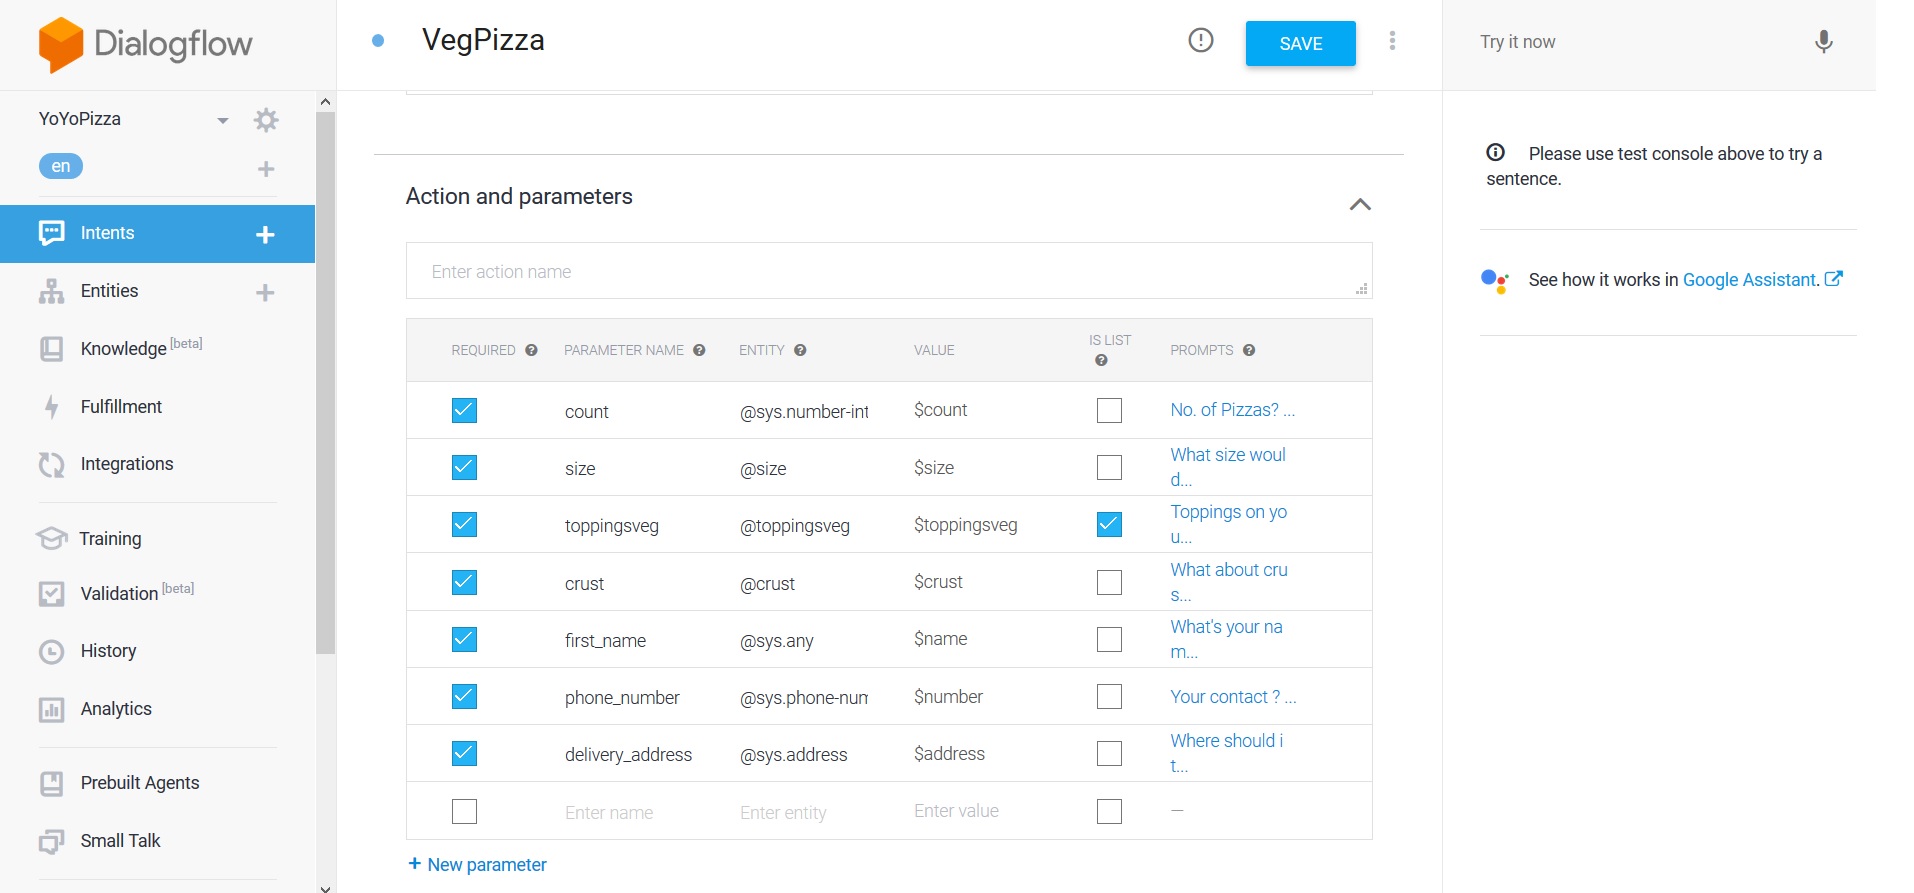 Dialogflow
YoYoPizza
en
Intents
Entities
Knowledge [beta]
Fulfillment
Integrations
Training
Validation [beta]
History
Analytics
Prebuilt Agents
Small Talk
VegPizza
SAVE
Action and parameters
Enter action name
REQUIRED PARAMETER NAME ENTITY VALUE IS LIST PROMPTS
count @sys.number-int $count No. of Pizzas? ...
size @size $size What size woul
d...
toppingsveg @toppingsveg $toppingsveg Toppings on yo
u...
crust @crust $crust What about cru
s...
first_name @sys.any $name What's your na
m...
phone_number @sys.phone-num $number Your contact ? ...
delivery_address @sys.address $address Where should i
t...
Enter name Enter entity Enter value —
+ New parameter
Try it now
Please use test console above to try a
sentence.
See how it works in Google Assistant.